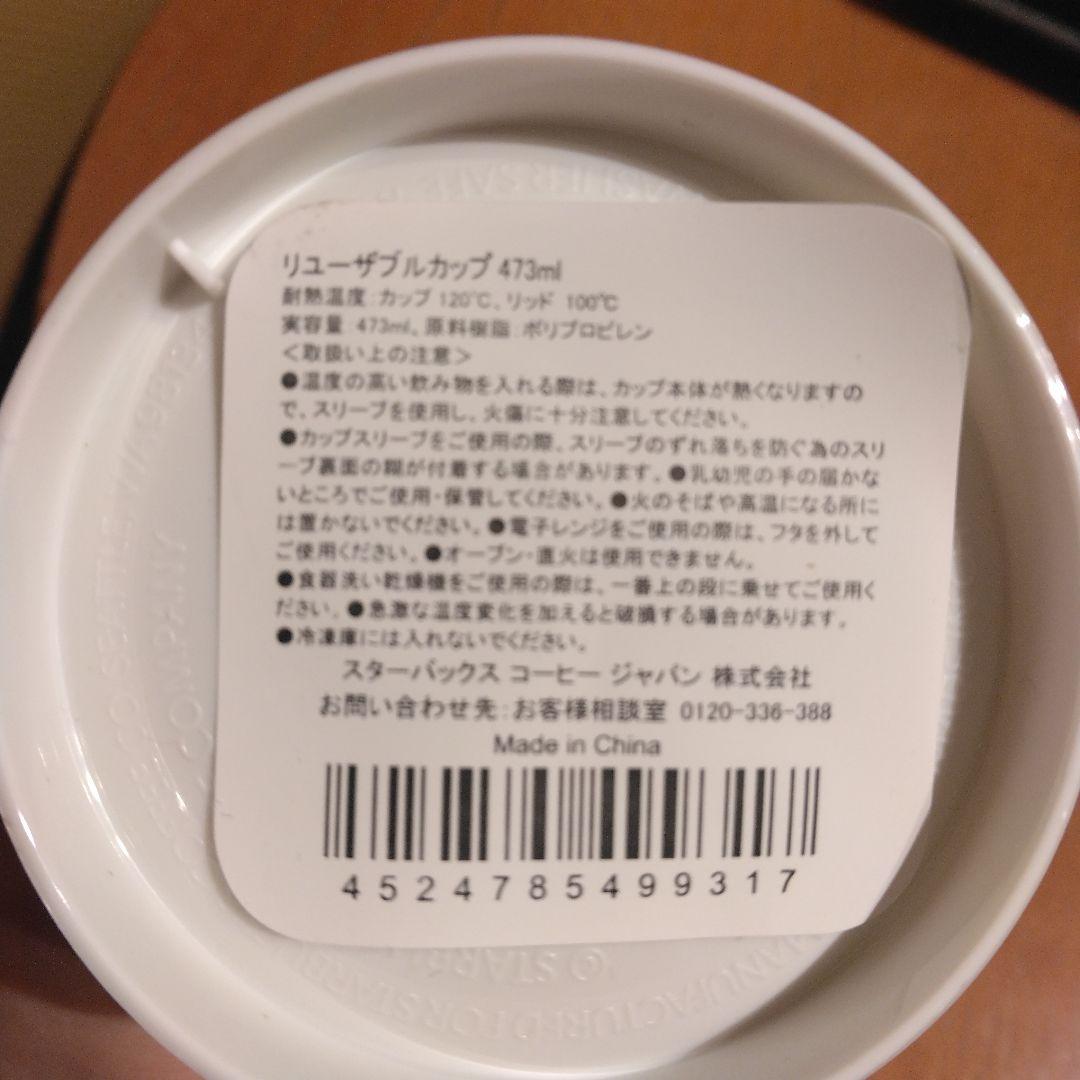 リユーザブルカップ 473ml
耐熱温度：カップ 120℃、リッド 100℃
実容量：473ml、原料樹脂：ポリプロピレン
＜取扱い上の注意＞
●温度の高い飲み物を入れる際は、カップ本体が熱くなりますの
で、スリーブを使用し、火傷に十分注意してください。
●カップスリーブをご使用の際、スリーブのずれ落ちを防ぐ為のスリ
ーブ裏面の糊が付着する場合があります。●乳幼児の手の届かな
いところでご使用・保管してください。●火のそばや高温になる所に
は置かないでください。●電子レンジをご使用の際は、フタを外して
ご使用ください。●オーブン・直火は使用できません。
●食器洗い乾燥機をご使用の際は、一番上の段に乗せてご使用く
ださい。●急激な温度変化を加えると破損する場合があります。
●冷凍庫には入れないでください。
スターバックス コーヒー ジャパン 株式会社
お問い合わせ先：お客様相談室 0120-336-388
Made in China
4524785499317
COMPANY
SEATTLE, WA 9813
MANUFACTURED FOR STARBU